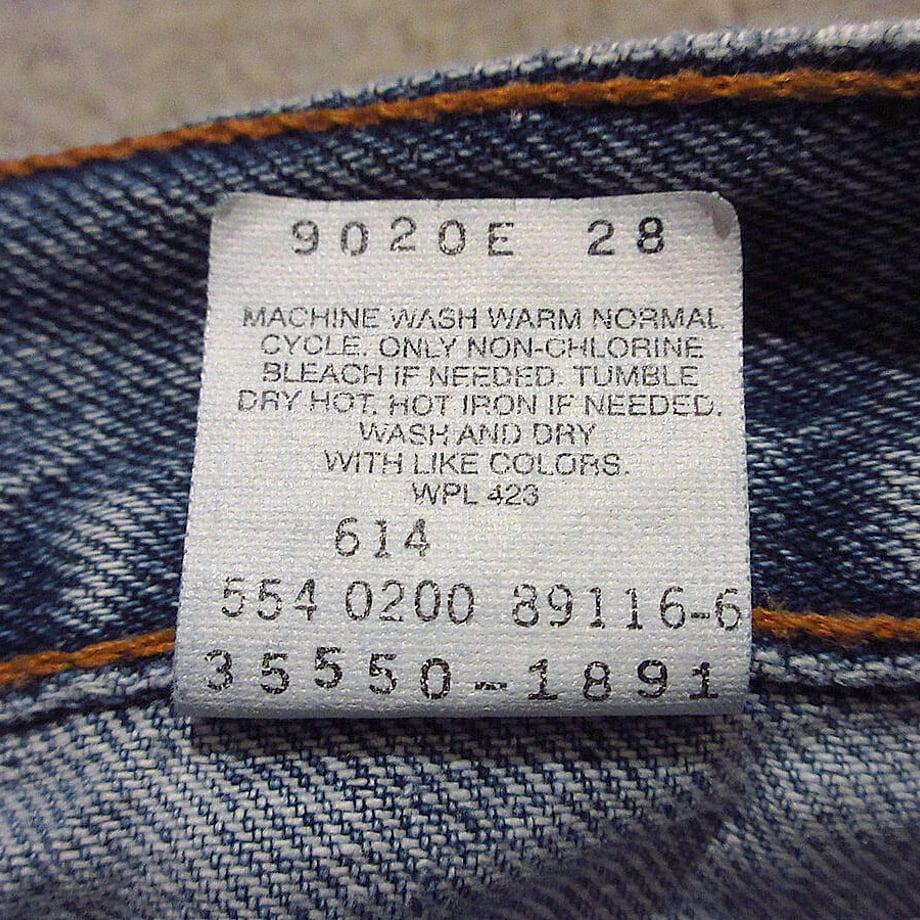 9020E 28
MACHINE WASH WARM NORMAL
CYCLE. ONLY NON-CHLORINE
BLEACH IF NEEDED. TUMBLE
DRY HOT. HOT IRON IF NEEDED.
WASH AND DRY
WITH LIKE COLORS.
WPL 423
614
554 0200 89116-6
35550-1891